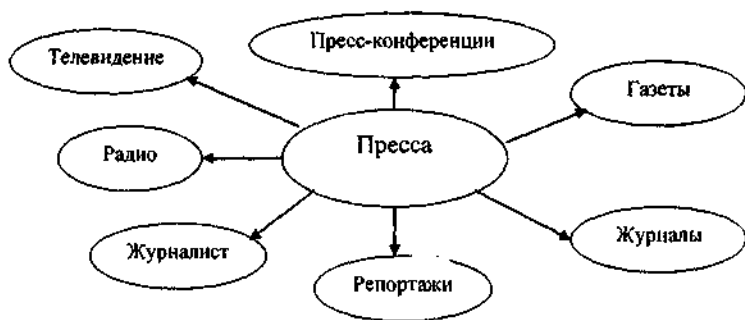 Пресс-конференции
Телевидение
Газеты
Пресса
Радио
Журналист
Журналы
Репортажи